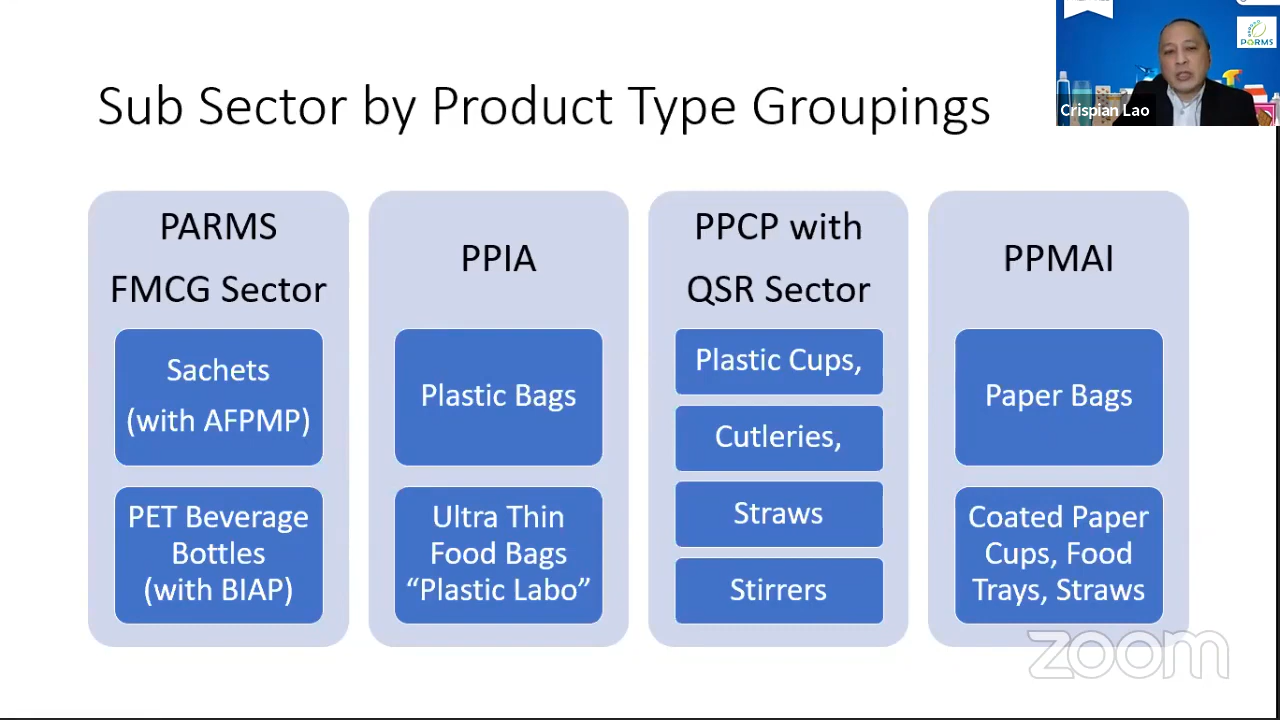 Sub Sector by Product Type Groupings
PORMS
Crispian Lao
PARMS
FMCG Sector
Sachets
(with AFPMP)
PET Beverage
Bottles
(with BIAP)
PPIA
Plastic Bags
Ultra Thin
Food Bags
“Plastic Labo”
PPCP with
QSR Sector
Plastic Cups,
Cutleries,
Straws
Stirrers
PPMAI
Paper Bags
Coated Paper
Cups, Food
Trays, Straws
zoom